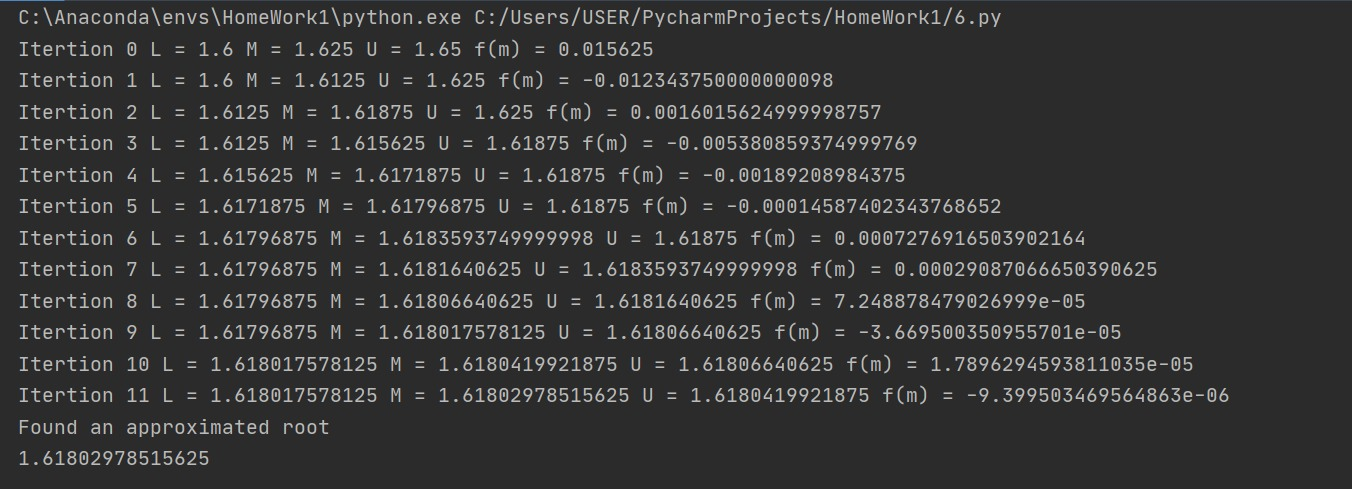 C:\Anaconda\envs\HomeWork1\python.exe C:/Users/USER/PycharmProjects/HomeWork1/6.py
Itertion 0 L = 1.6 M = 1.625 U = 1.65 f(m) = 0.015625
Itertion 1 L = 1.6 M = 1.6125 U = 1.625 f(m) = -0.012343750000000098
Itertion 2 L = 1.6125 M = 1.61875 U = 1.625 f(m) = 0.0016015624999998757
Itertion 3 L = 1.6125 M = 1.615625 U = 1.61875 f(m) = -0.005380859374999769
Itertion 4 L = 1.615625 M = 1.6171875 U = 1.61875 f(m) = -0.00189208984375
Itertion 5 L = 1.6171875 M = 1.61796875 U = 1.61875 f(m) = -0.00014587402343768652
Itertion 6 L = 1.61796875 M = 1.6183593749999998 U = 1.61875 f(m) = 0.0007276916503902164
Itertion 7 L = 1.61796875 M = 1.6181640625 U = 1.6183593749999998 f(m) = 0.00029087066650390625
Itertion 8 L = 1.61796875 M = 1.61806640625 U = 1.6181640625 f(m) = 7.248878479026999e-05
Itertion 9 L = 1.61796875 M = 1.618017578125 U = 1.61806640625 f(m) = -3.669500350955701e-05
Itertion 10 L = 1.618017578125 M = 1.6180419921875 U = 1.61806640625 f(m) = 1.7896294593811035e-05
Itertion 11 L = 1.618017578125 M = 1.61802978515625 U = 1.6180419921875 f(m) = -9.399503469564863e-06
Found an approximated root
1.61802978515625